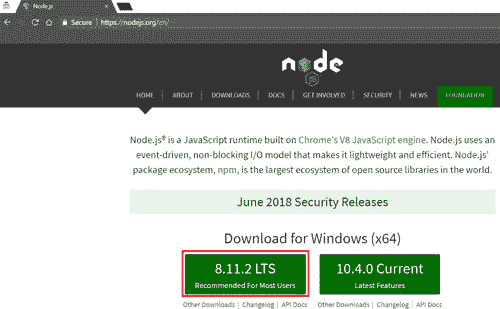 Node.js
Secure | https://nodejs.org/en/
node
JS
HOME | ABOUT | DOWNLOADS | DOCS | GET INVOLVED | SECURITY | NEWS | FOUNDATION
Node.js® is a JavaScript runtime built on Chrome's V8 JavaScript engine. Node.js uses an
event-driven, non-blocking I/O model that makes it lightweight and efficient. Node.js'
package ecosystem, npm, is the largest ecosystem of open source libraries in the world.
June 2018 Security Releases
Download for Windows (x64)
8.11.2 LTS
Recommended For Most Users
10.4.0 Current
Latest Features
Other Downloads | Changelog | API Docs
Other Downloads | Changelog | API Docs